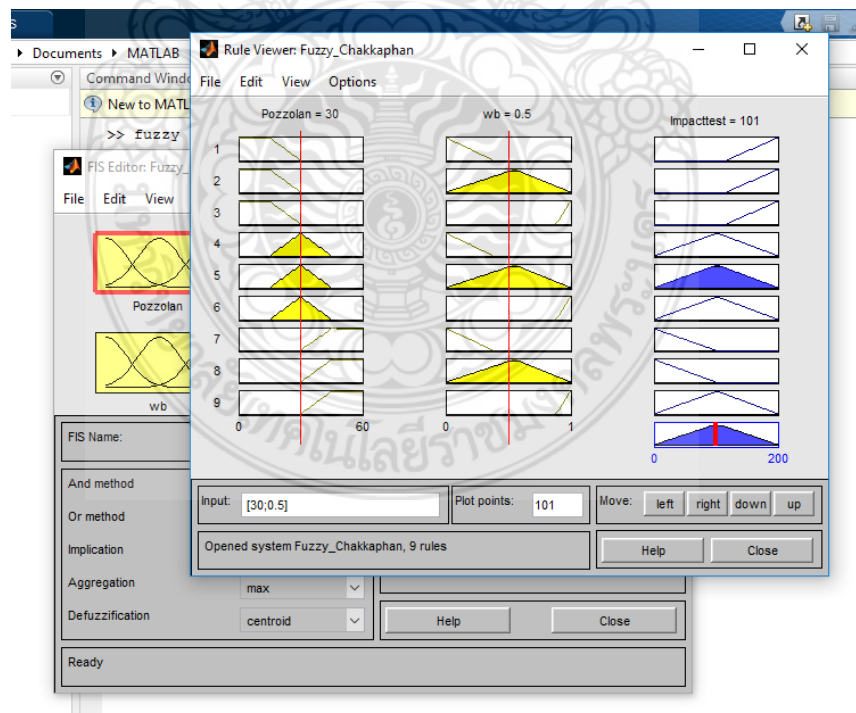 s
Documents MATLAB
Command Windo
New to MATL
>> fuzzy
FIS Editor: Fuzzy_
File Edit View
Pozzolan
wb
FIS Name:
And method
Or method
Implication
Aggregation
max
Defuzzification
centroid
Help
Close
Ready
Rule Viewer: Fuzzy_Chakkaphan
File Edit View Options
Pozzolan = 30
wb = 0.5
Impacttest = 101
1
2
3
4
5
6
7
8
9
0 60
0 1
0 200
Input: [30;0.5]
Plot points: 101
Move: left right down up
Opened system Fuzzy_Chakkaphan, 9 rules
Help
Close